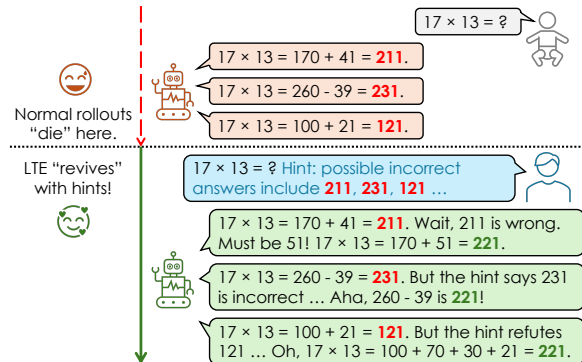 17 × 13 = ?
17 × 13 = 170 + 41 = 211.
17 × 13 = 260 - 39 = 231.
17 × 13 = 100 + 21 = 121.
Normal rollouts
“die” here.
LTE “revives”
with hints!
17 × 13 = ? Hint: possible incorrect
answers include 211, 231, 121 …
17 × 13 = 170 + 41 = 211. Wait, 211 is wrong.
Must be 51! 17 × 13 = 170 + 51 = 221.
17 × 13 = 260 - 39 = 231. But the hint says 231
is incorrect … Aha, 260 - 39 is 221!
17 × 13 = 100 + 21 = 121. But the hint refutes
121 … Oh, 17 × 13 = 100 + 70 + 30 + 21 = 221.